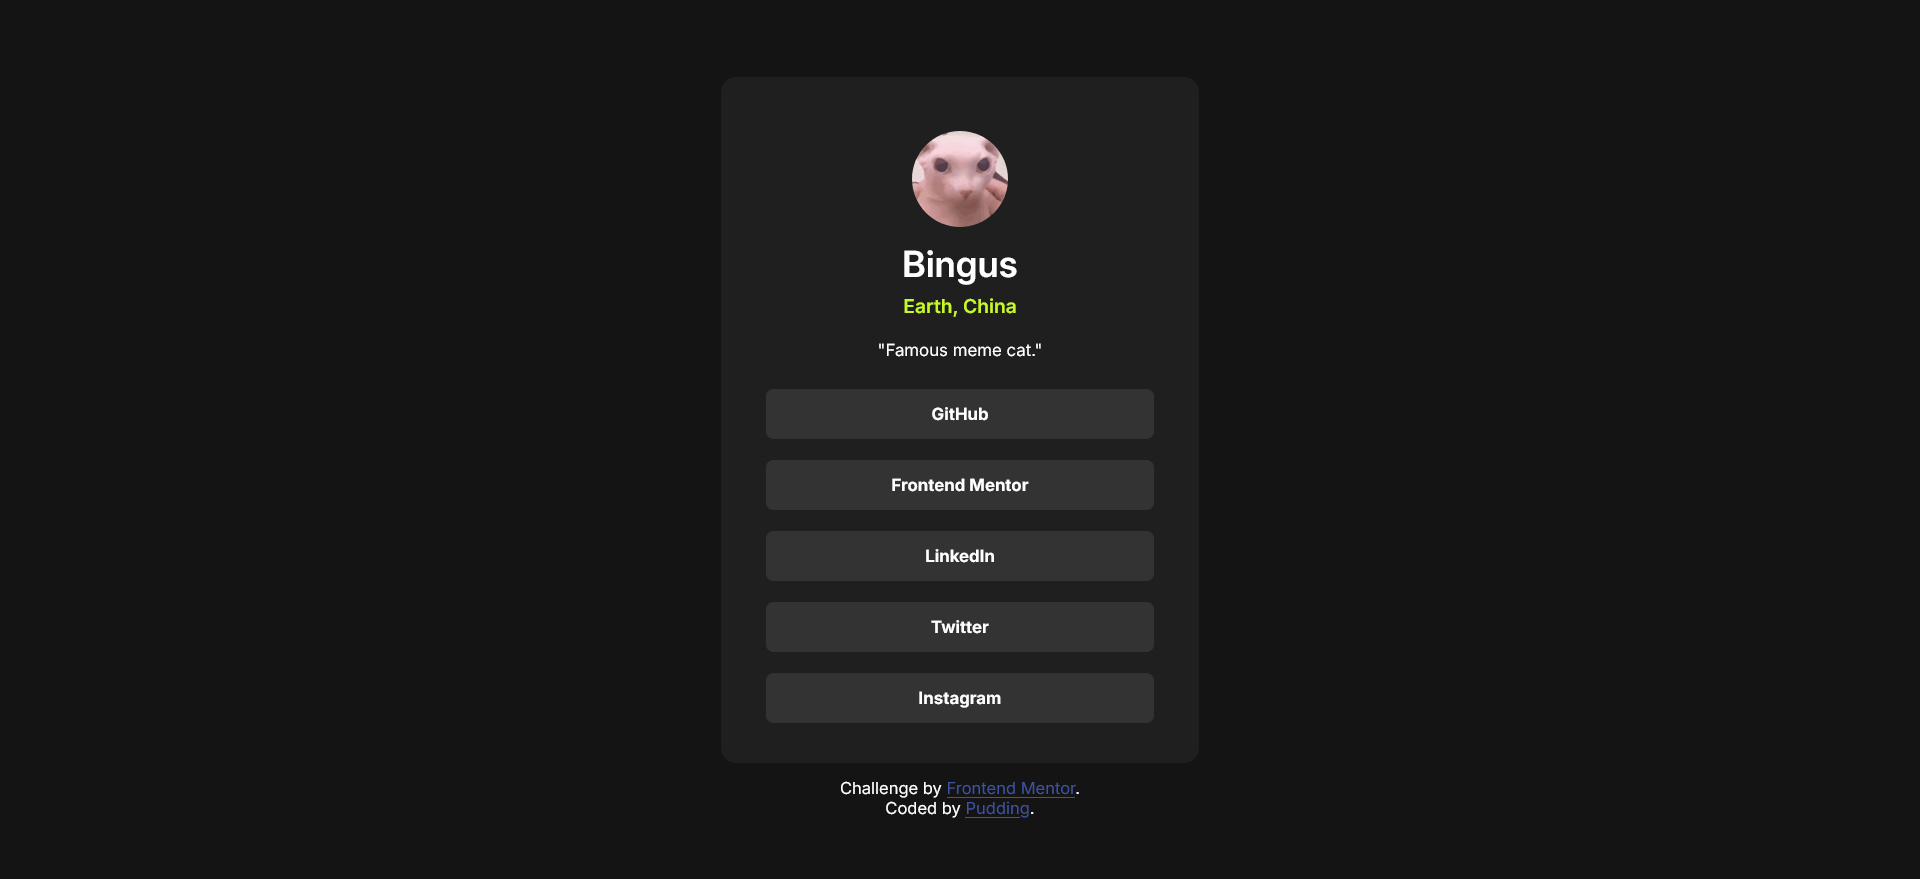 Bingus
Earth, China
"Famous meme cat."
GitHub
Frontend Mentor
LinkedIn
Twitter
Instagram
Challenge by Frontend Mentor.
Coded by Pudding.